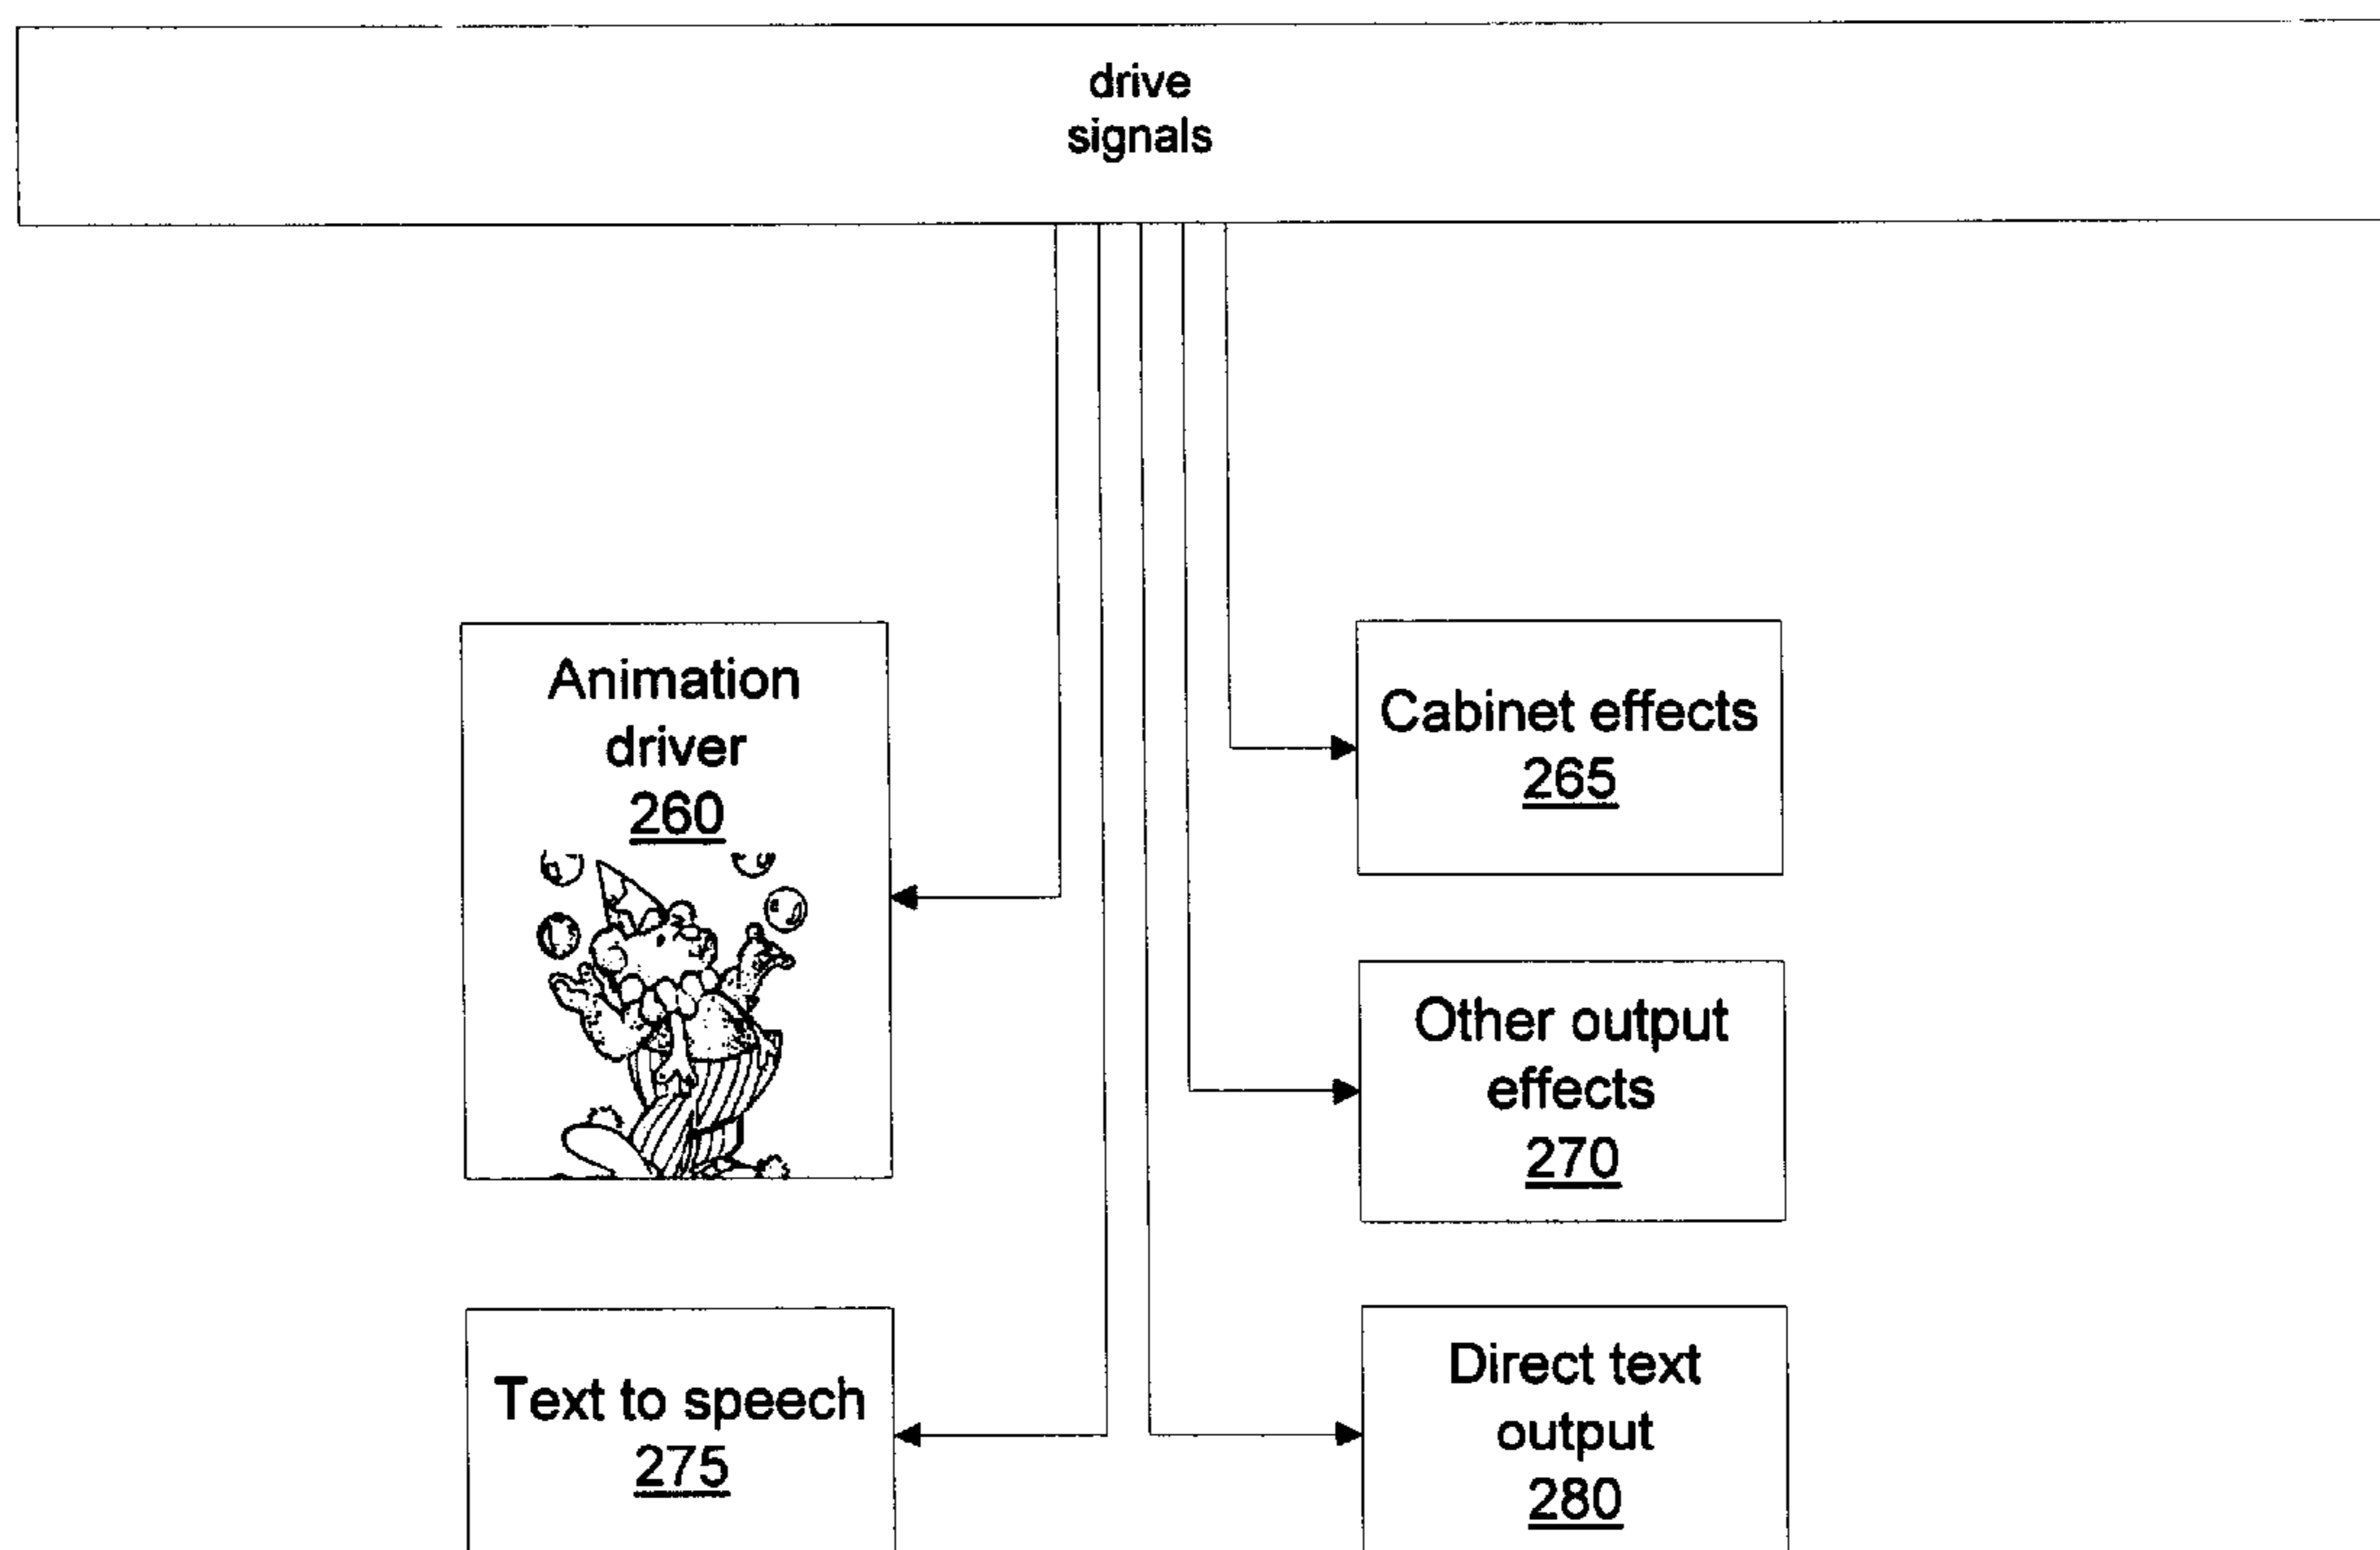 drive
signals
Animation
driver
260
Cabinet effects
265
Other output
effects
270
Text to speech
275
Direct text
output
280